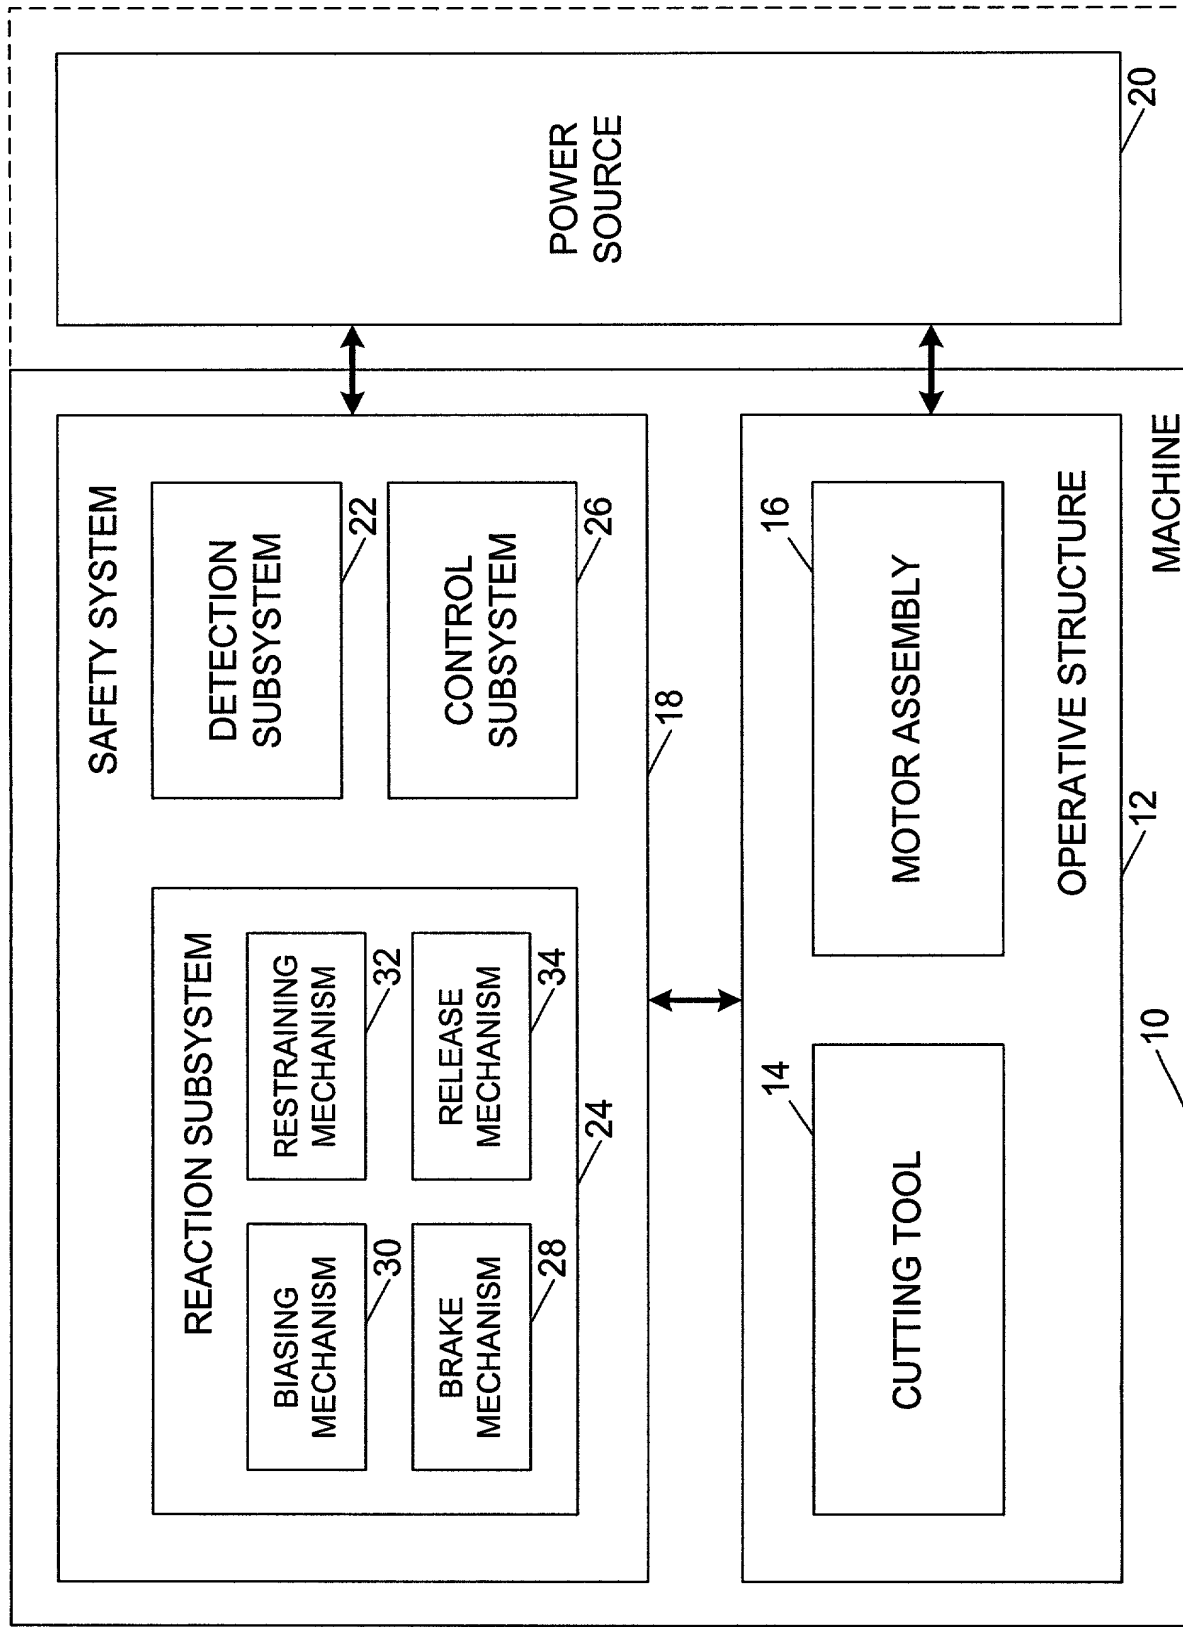 SAFETY SYSTEM
REACTION SUBSYSTEM
BIASING
MECHANISM
30
RESTRAINING
MECHANISM
32
BRAKE
MECHANISM
28
RELEASE
MECHANISM
34
24
DETECTION
SUBSYSTEM
22
CONTROL
SUBSYSTEM
26
18
POWER
SOURCE
20
14
CUTTING TOOL
16
MOTOR ASSEMBLY
OPERATIVE STRUCTURE
12
10
MACHINE